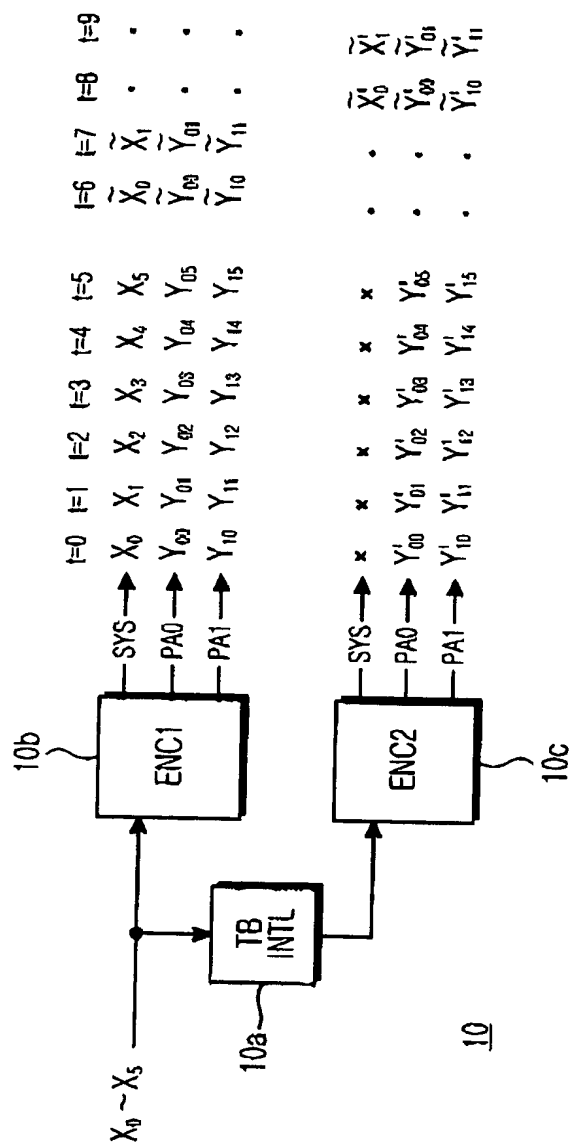 t=0 t=1 t=2 t=3 t=4 t=5 t=6 t=7 t=8 t=9
10b
ENC1
SYS X₀ X₁ X₂ X₃ X₄ X₅ X̃₀ X̃₁ • •
PA0 Y₀₀ Y₀₁ Y₀₂ Y₀₃ Y₀₄ Y₀₅ Ỹ₀₀ Ỹ₀₁ • •
PA1 Y₁₀ Y₁₁ Y₁₂ Y₁₃ Y₁₄ Y₁₅ Ỹ₁₀ Ỹ₁₁ • •
X₀ ~ X₅
TB
INTL
10a
ENC2
10c
SYS x x x x x x • • X̃'₀ X̃'₁
PA0 Y'₀₀ Y'₀₁ Y'₀₂ Y'₀₃ Y'₀₄ Y'₀₅ • • Ỹ'₀₀ Ỹ'₀₁
PA1 Y'₁₀ Y'₁₁ Y'₁₂ Y'₁₃ Y'₁₄ Y'₁₅ • • Ỹ'₁₀ Ỹ'₁₁
10